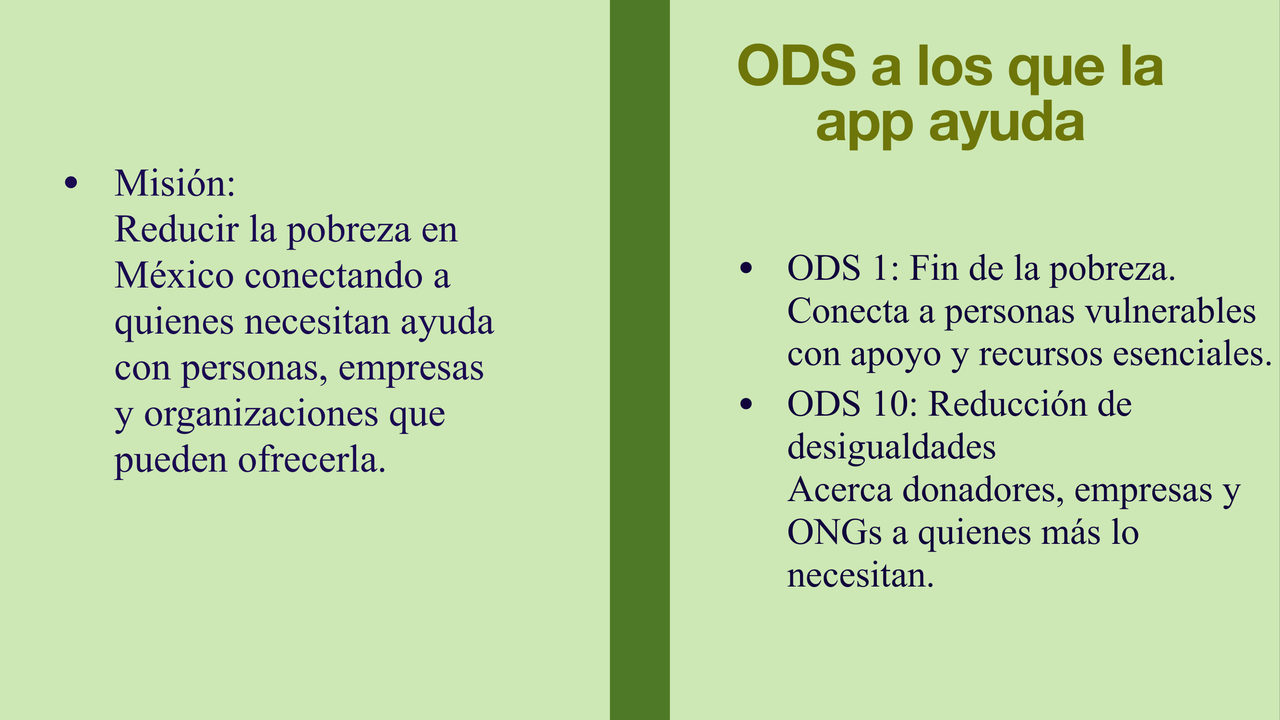 • Misión:
Reducir la pobreza en
México conectando a
quienes necesitan ayuda
con personas, empresas
y organizaciones que
pueden ofrecerla.
ODS a los que la
app ayuda
• ODS 1: Fin de la pobreza.
Conecta a personas vulnerables
con apoyo y recursos esenciales.
• ODS 10: Reducción de
desigualdades
Acerca donadores, empresas y
ONGs a quienes más lo
necesitan.